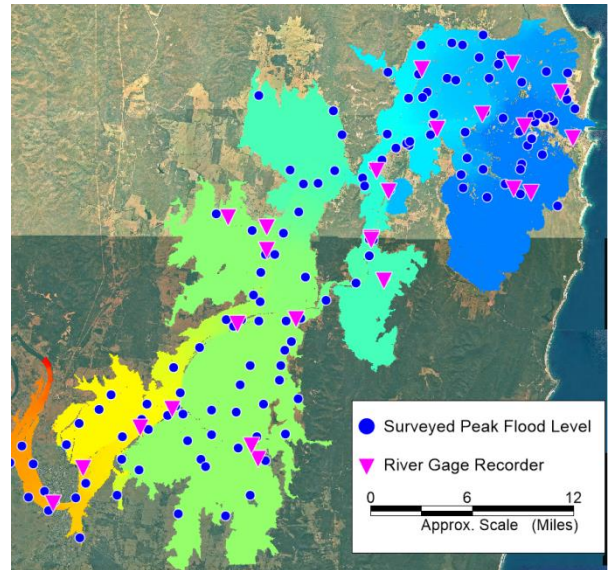 Surveyed Peak Flood Level
River Gage Recorder
0 6 12
Approx. Scale (Miles)